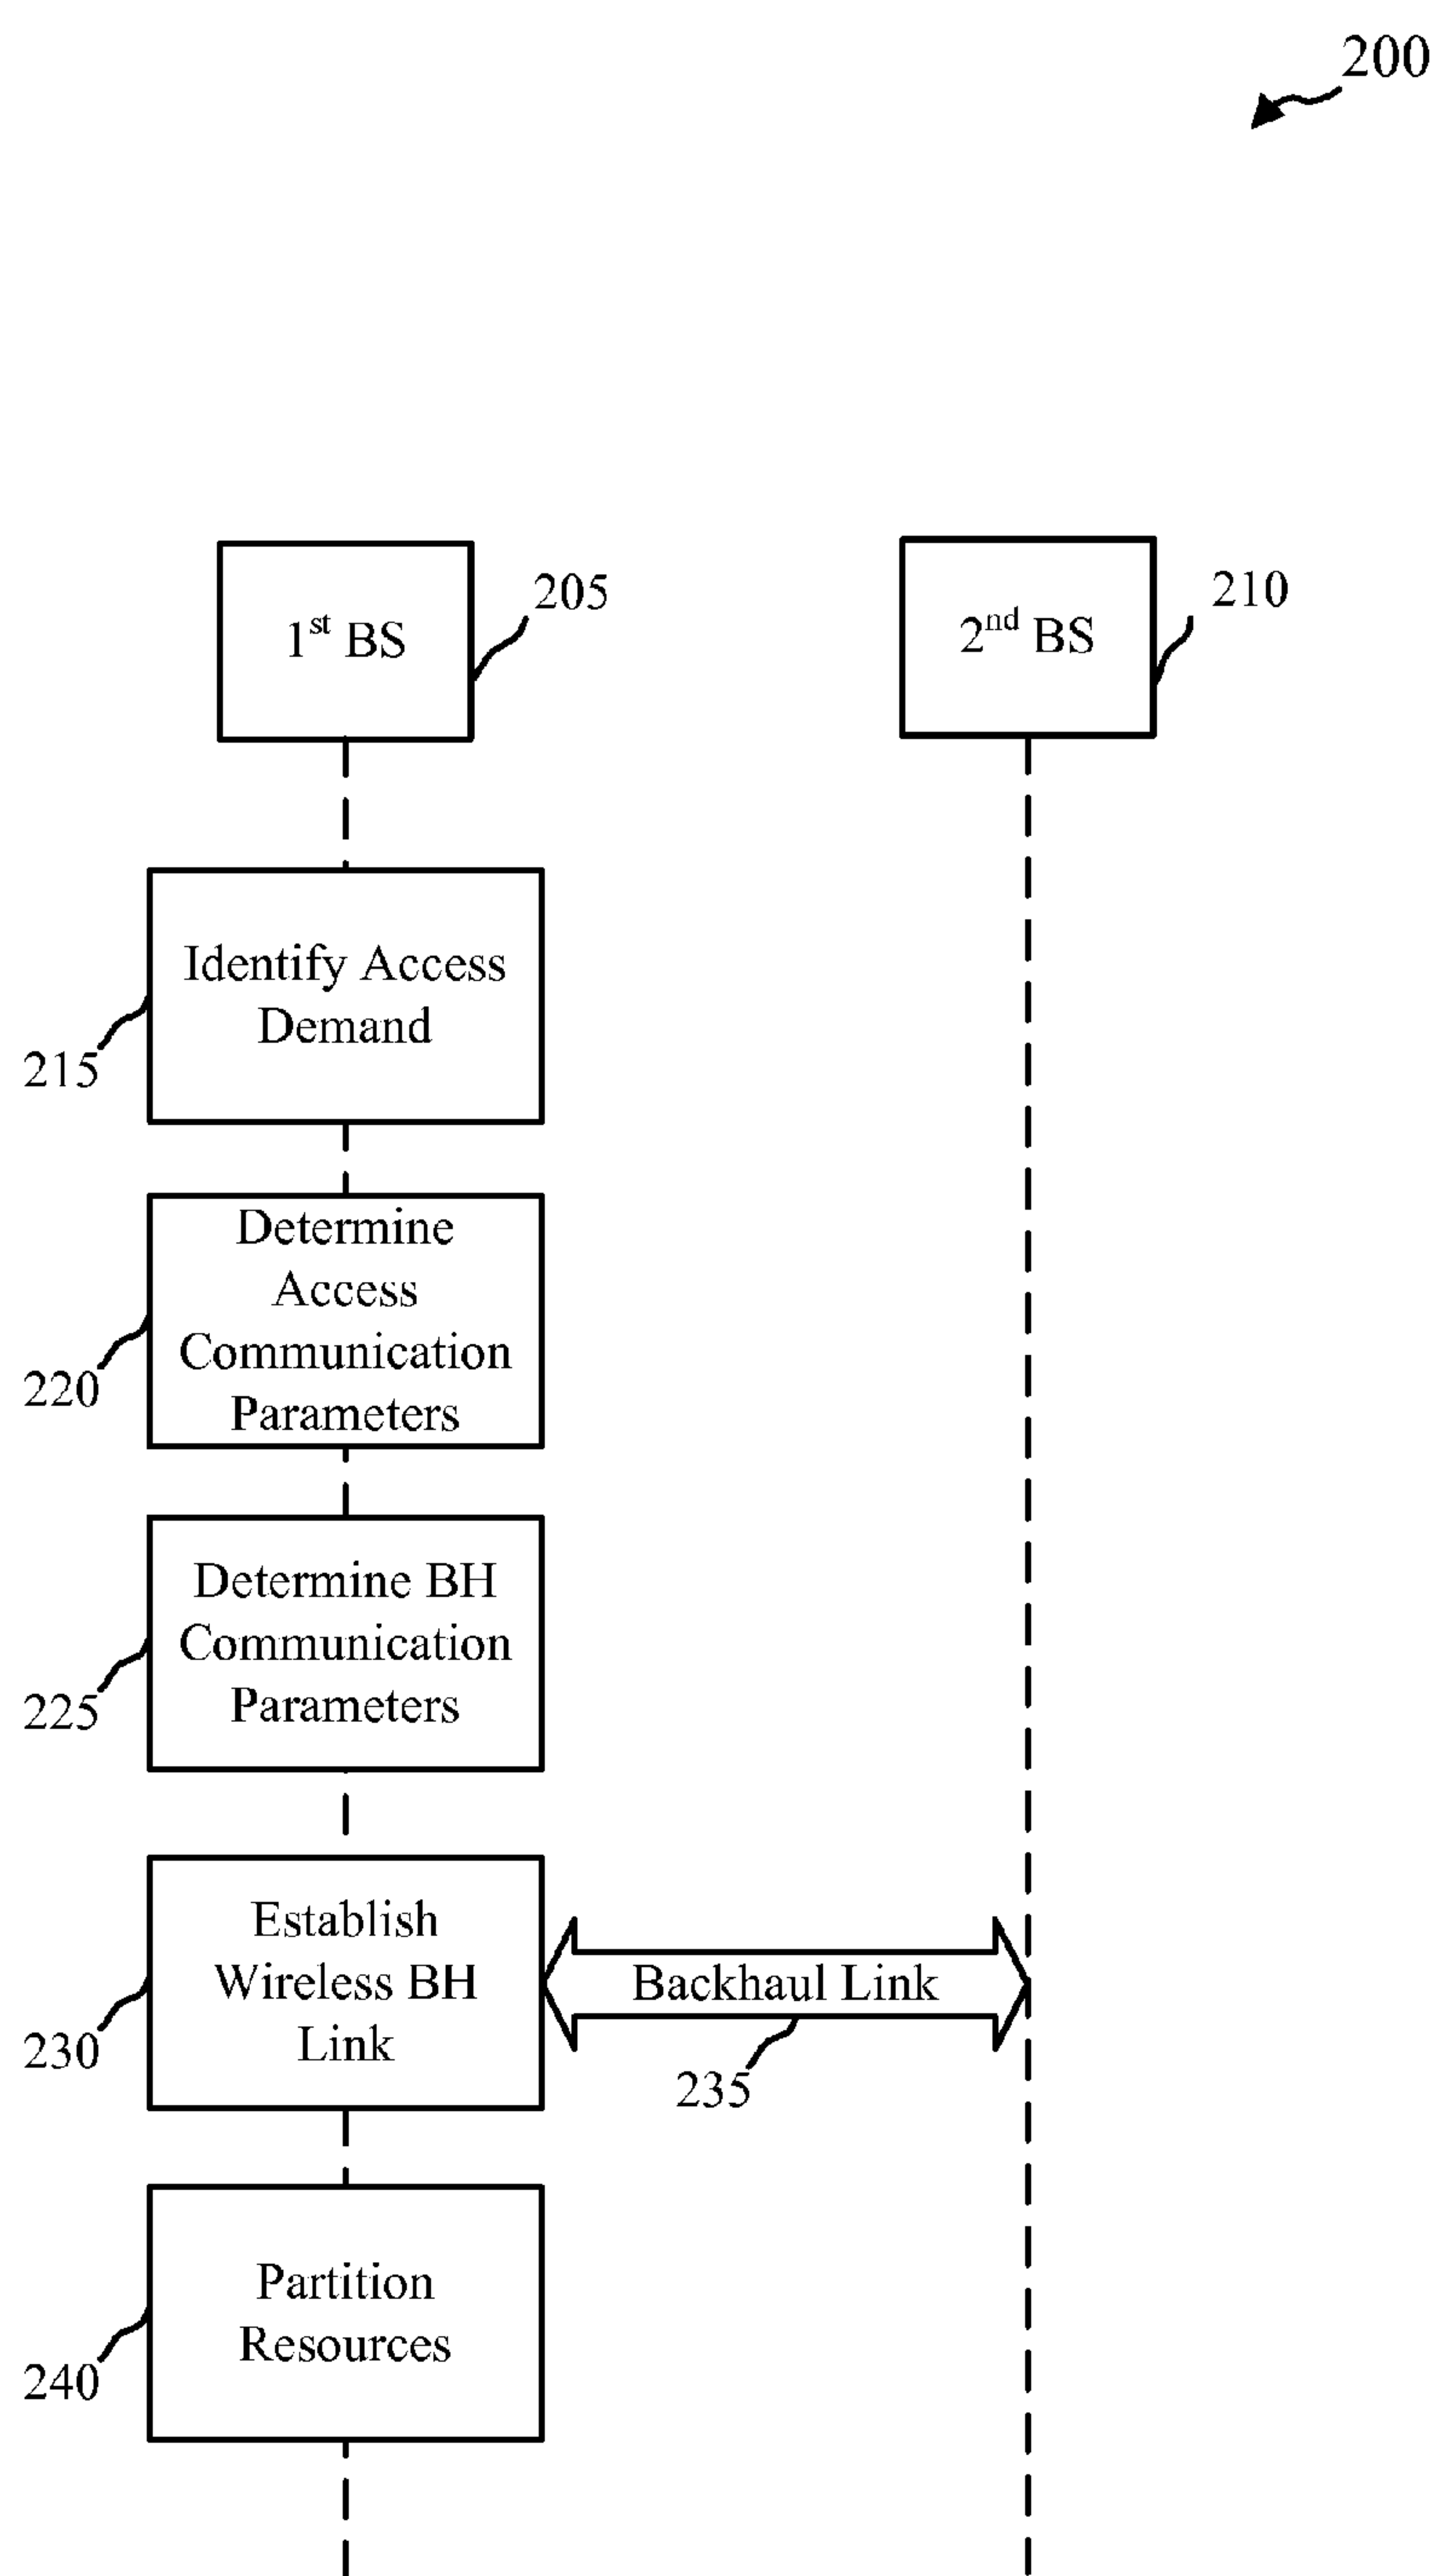 200
1st BS
205
2nd BS
210
Identify Access
Demand
215
Determine
Access
Communication
Parameters
220
Determine BH
Communication
Parameters
225
Establish
Wireless BH
Link
230
Backhaul Link
235
Partition
Resources
240